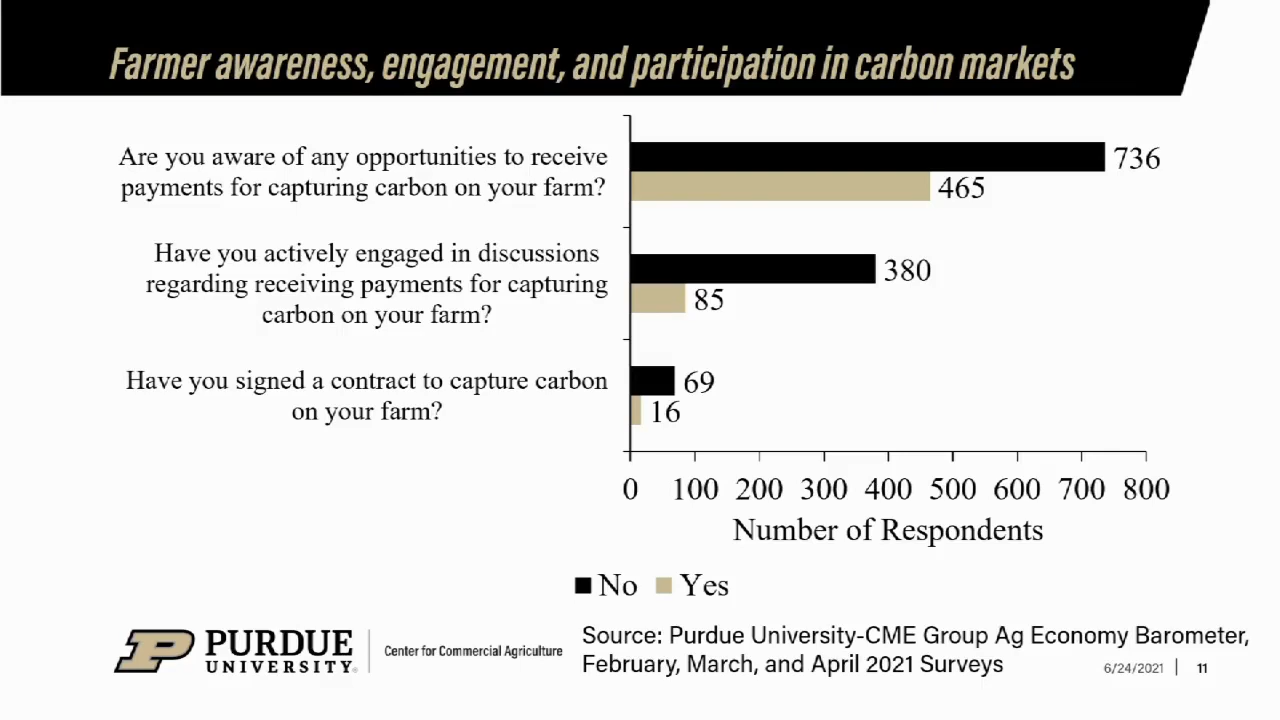 Farmer awareness, engagement, and participation in carbon markets
Are you aware of any opportunities to receive
payments for capturing carbon on your farm?
736
465
Have you actively engaged in discussions
regarding receiving payments for capturing
carbon on your farm?
380
85
Have you signed a contract to capture carbon
on your farm?
69
16
0 100 200 300 400 500 600 700 800
Number of Respondents
No Yes
P PURDUE
UNIVERSITY®
Center for Commercial Agriculture
Source: Purdue University-CME Group Ag Economy Barometer,
February, March, and April 2021 Surveys
6/24/2021 | 11